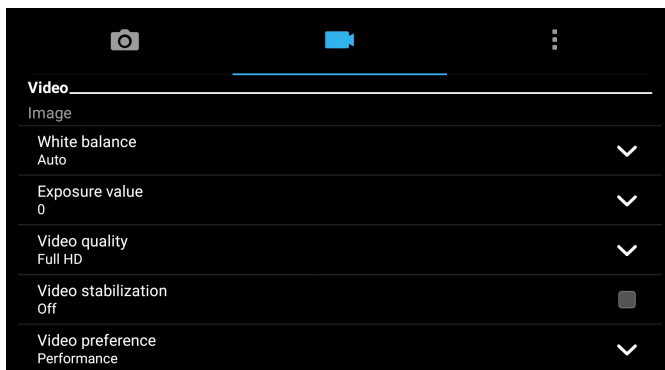 Video
Image
White balance
Auto
Exposure value
0
Video quality
Full HD
Video stabilization
Off
Video preference
Performance